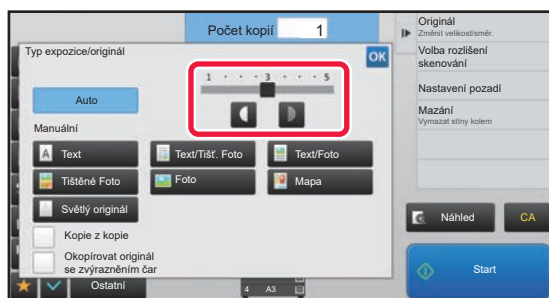 Počet kopií 1
Typ expozice/originál
OK
1 · · · 3 · · · 5
Auto
Manuální
A Text
Text/Tišť. Foto
Text/Foto
Tištěné Foto
Foto
Mapa
Světlý originál
Kopie z kopie
Okopírovat originál
se zvýrazněním čar
Ostatní
4 A3
Originál
Změnit velikost/směr.
Volba rozlišení
skenování
Nastavení pozadí
Mazání
Vymazat stíny kolem
Náhled
CA
Start